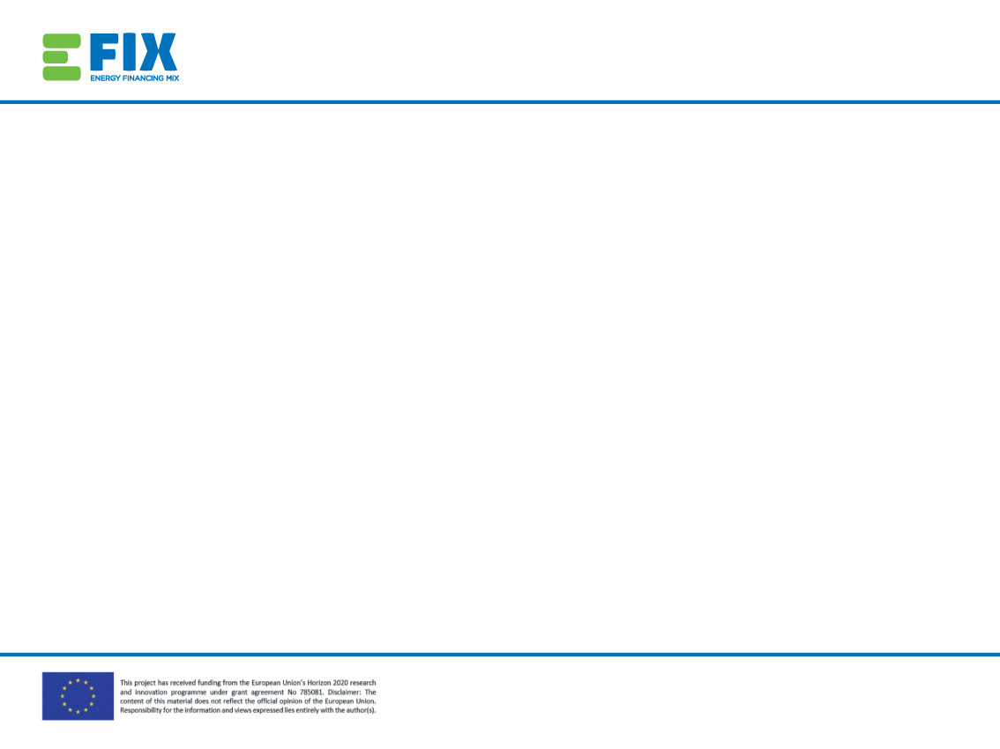 EFIX
ENERGY FINANCING MIX
This project has received funding from the European Union's Horizon 2020 research
and innovation programme under grant agreement No 785081. Disclaimer: The
content of this material does not reflect the official opinion of the European Union.
Responsibility for the information and views expressed lies entirely with the author(s).